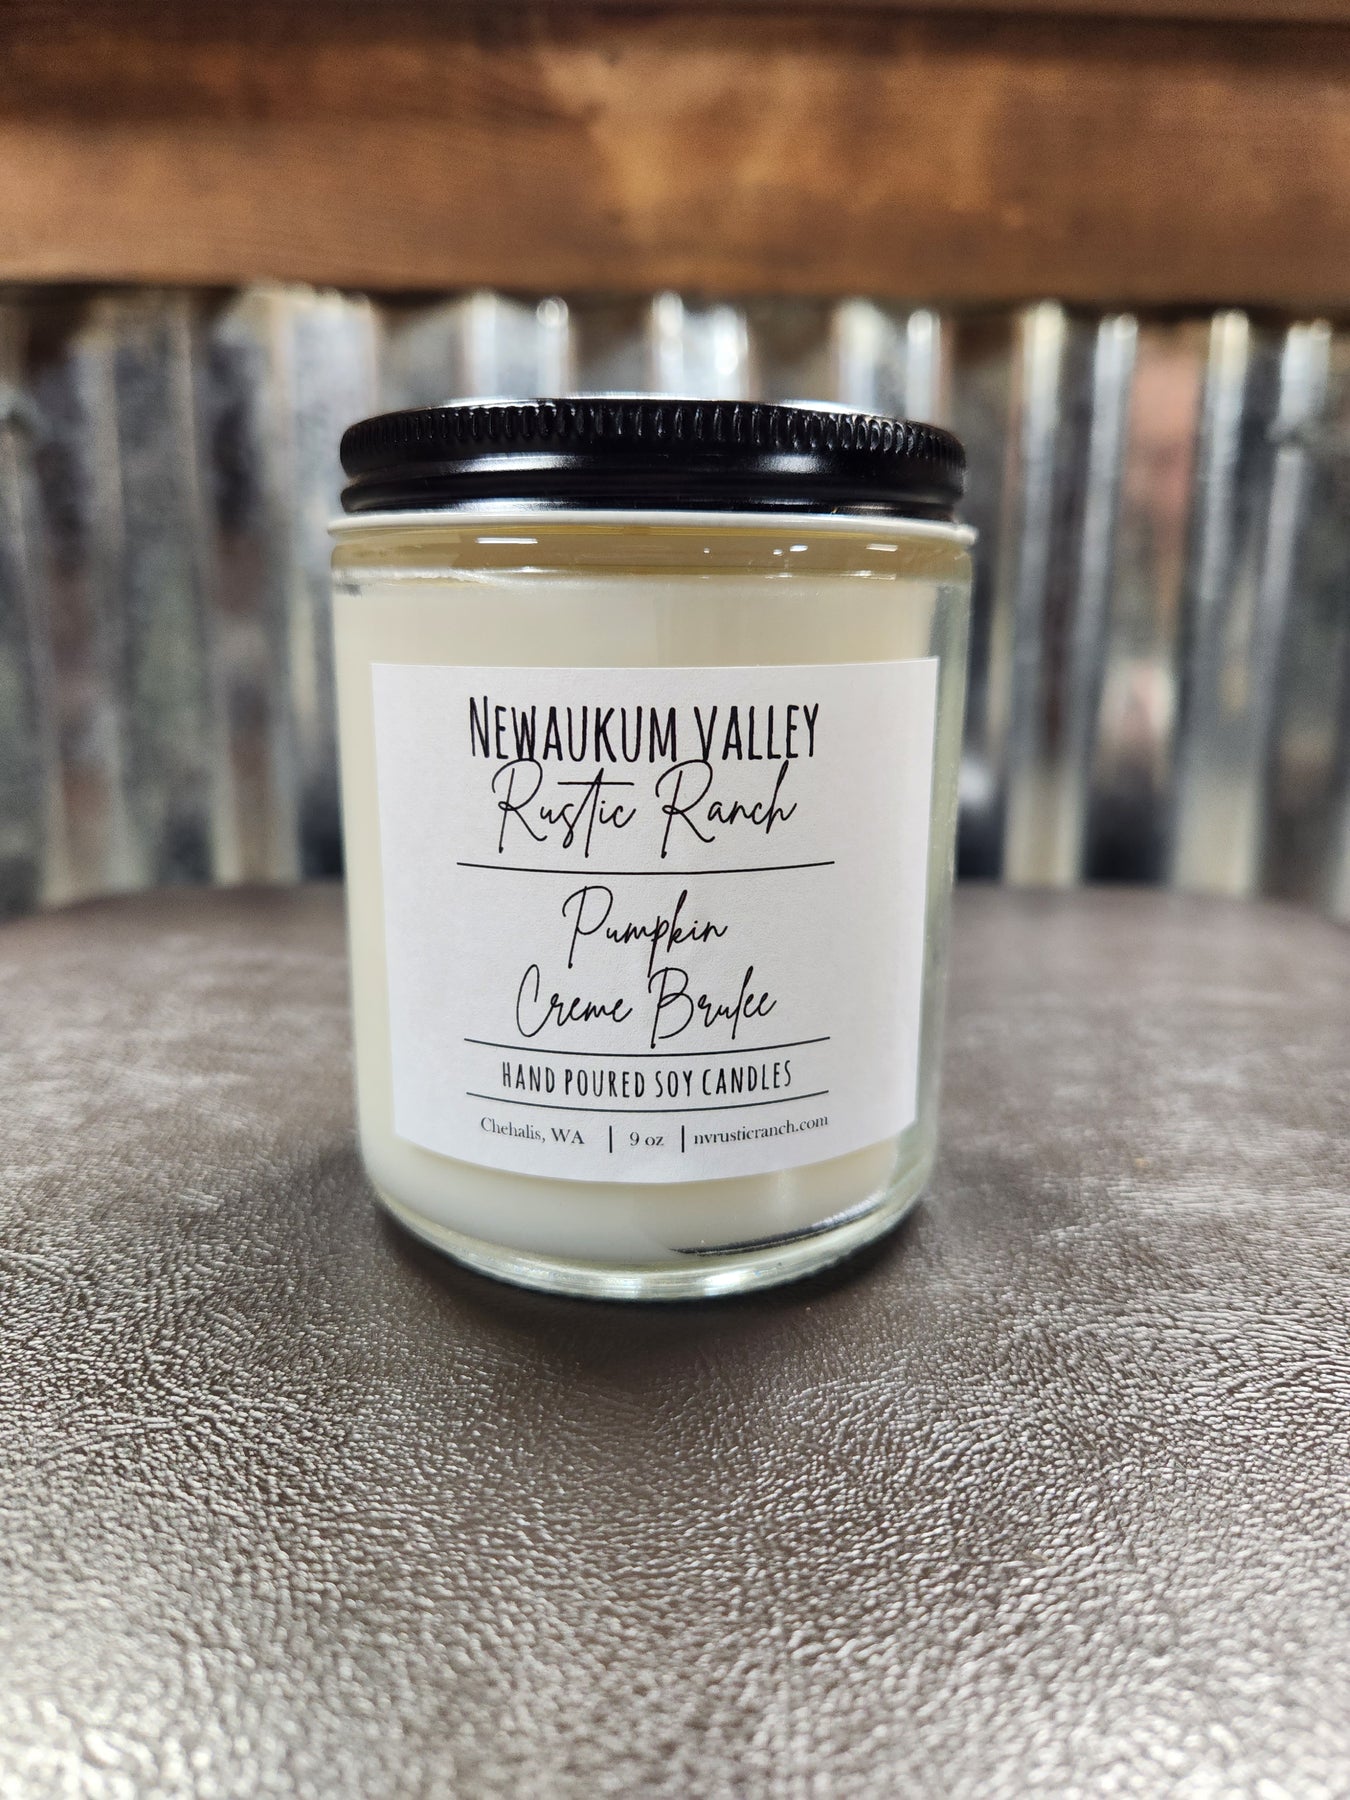 NEWAUKUM VALLEY
Rustic Ranch
Pumpkin
Creme Brulee
HAND POURED SOY CANDLES
Chehalis, WA | 9 oz | nvrusticranch.com